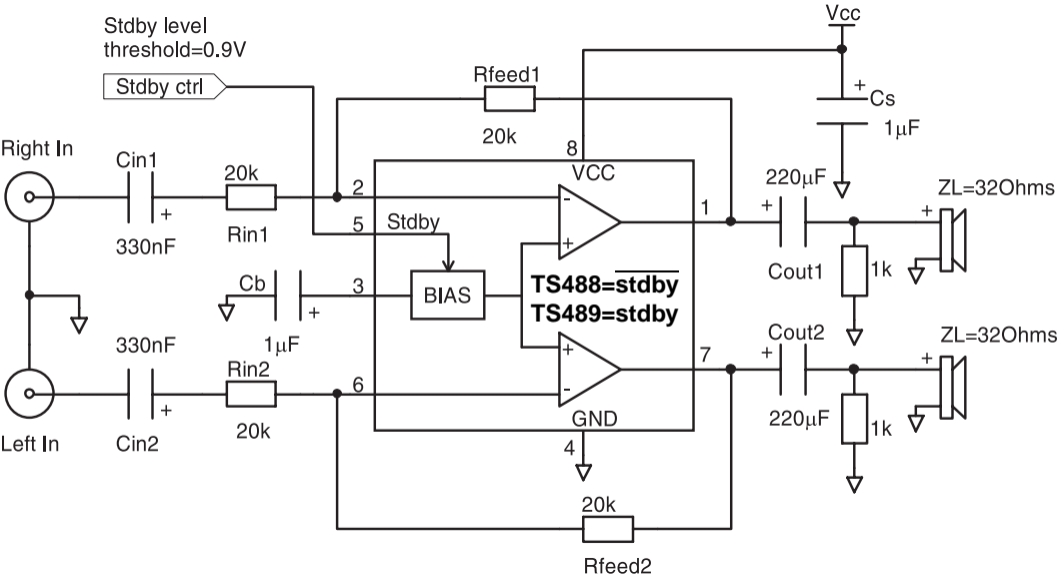 Stdby level
threshold=0.9V
Stdby ctrl
Vcc
+
Cs
1µF
Rfeed1
20k
8
VCC
Right In
Cin1
+
330nF
20k
Rin1
2
-
+
1
220µF
+
Cout1
1k
ZL=32Ohms
+
5
Stdby
Cb
+
1µF
3
BIAS
TS488=stdby
TS489=stdby
330nF
+
Cin2
Left In
Rin2
20k
6
+
-
7
Cout2
+
220µF
1k
ZL=32Ohms
+
GND
4
20k
Rfeed2